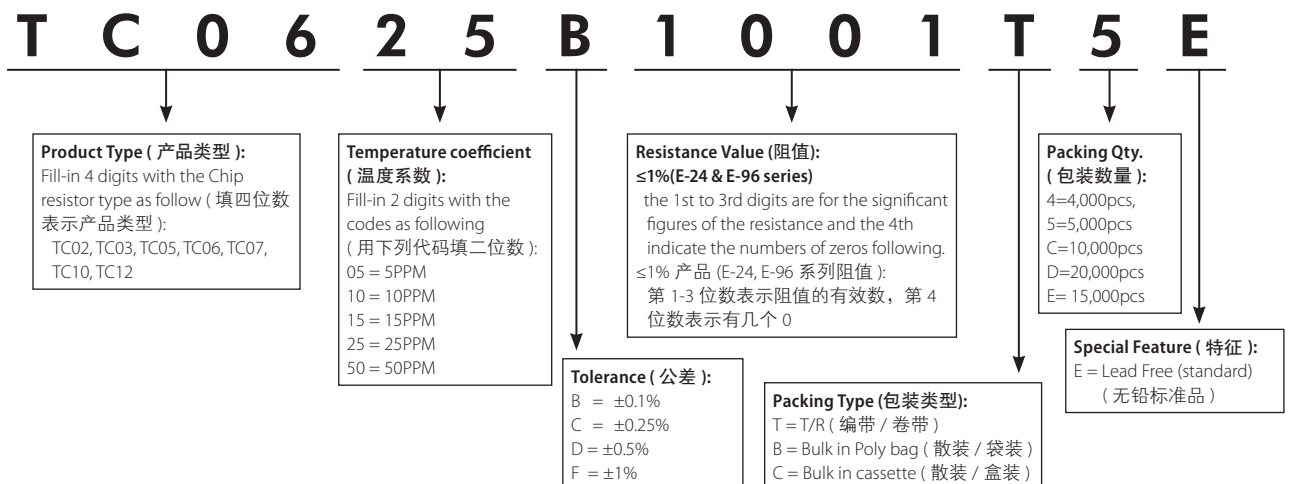 T C 0 6 2 5 B 1 0 0 1 T 5 E
Product Type ( 产品类型 ):
Fill-in 4 digits with the Chip
resistor type as follow ( 填四位数
表示产品类型 ):
TC02, TC03, TC05, TC06, TC07,
TC10, TC12
Temperature coefficient
( 温度系数 ):
Fill-in 2 digits with the
codes as following
( 用下列代码填二位数 ):
05 = 5PPM
10 = 10PPM
15 = 15PPM
25 = 25PPM
50 = 50PPM
Tolerance ( 公差 ):
B = ±0.1%
C = ±0.25%
D = ±0.5%
F = ±1%
Resistance Value (阻值):
≤1%(E-24 & E-96 series)
the 1st to 3rd digits are for the significant
figures of the resistance and the 4th
indicate the numbers of zeros following.
≤1% 产品 (E-24, E-96 系列阻值 ):
第 1-3 位数表示阻值的有效数，第 4
位数表示有几个 0
Packing Type (包装类型):
T = T/R ( 编带 / 卷带 )
B = Bulk in Poly bag ( 散装 / 袋装 )
C = Bulk in cassette ( 散装 / 盒装 )
Packing Qty.
( 包装数量 ):
4=4,000pcs,
5=5,000pcs
C=10,000pcs
D=20,000pcs
E= 15,000pcs
Special Feature ( 特征 ):
E = Lead Free (standard)
( 无铅标准品 )